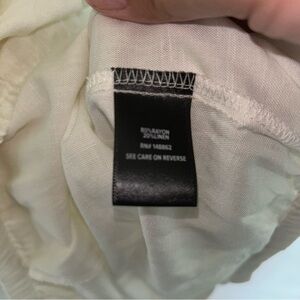 80%RAYON
20%LINEN
RN# 148862
SEE CARE ON REVERSE